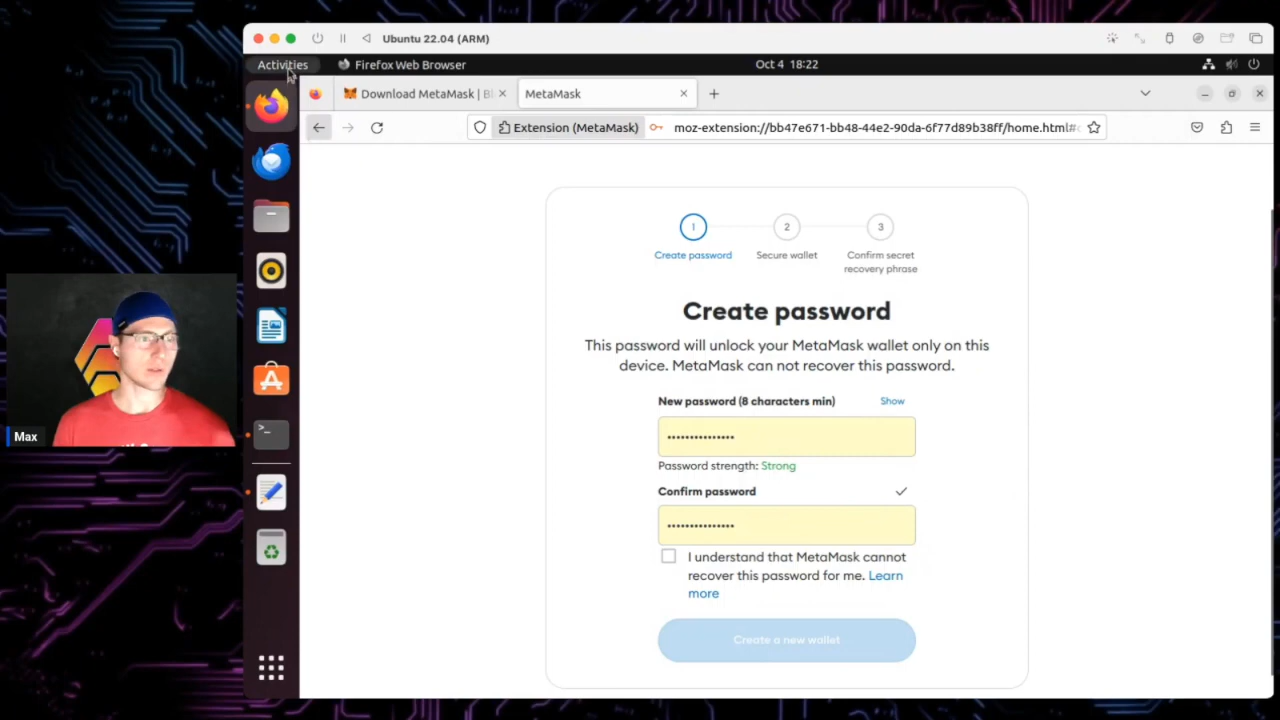 Ubuntu 22.04 (ARM)
Activities
Firefox Web Browser
Oct 4 18:22
Download MetaMask | Bl
MetaMask
Extension (MetaMask)
moz-extension://bb47e671-bb48-44e2-90da-6f77d89b38ff/home.html#
1
2
3
Create password
Secure wallet
Confirm secret
recovery phrase
Create password
This password will unlock your MetaMask wallet only on this
device. MetaMask can not recover this password.
New password (8 characters min)
Show
•••••••••••••••
Password strength: Strong
Confirm password
•••••••••••••••
I understand that MetaMask cannot
recover this password for me. Learn
more
Create a new wallet
Max